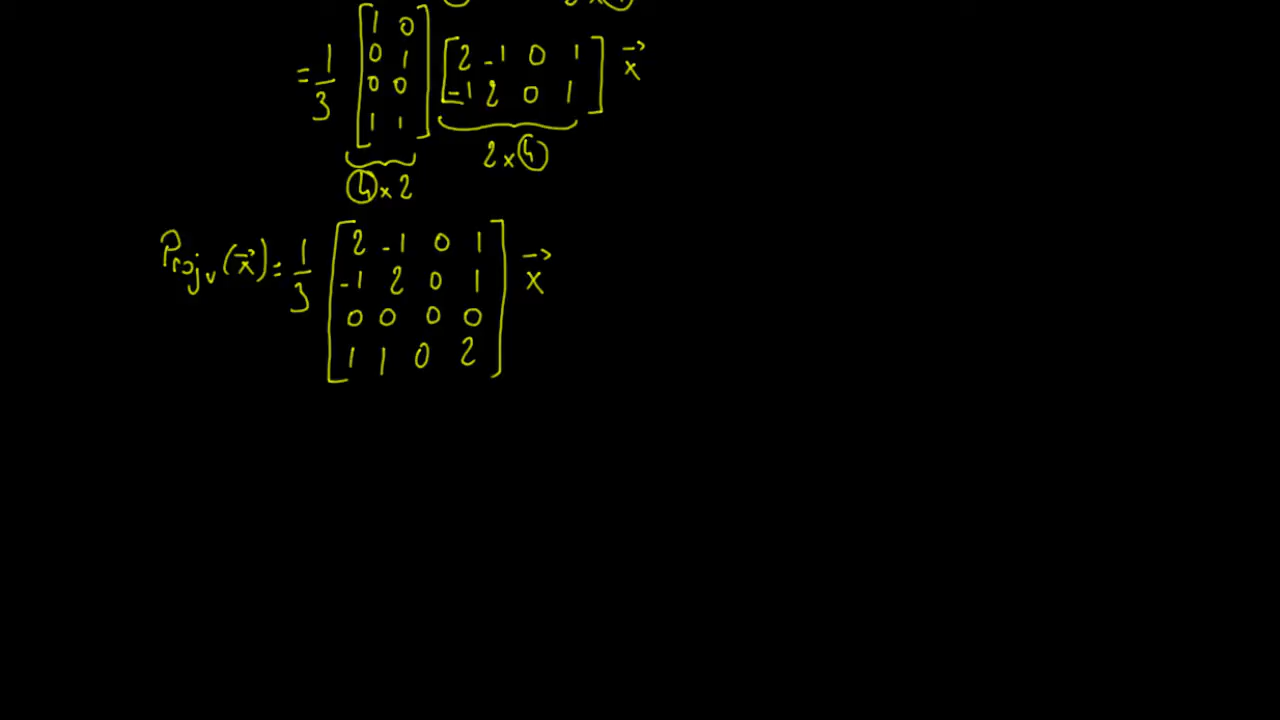 = 1/3 [1 0; 0 1; 0 0; 1 1] [2 -1 0 1; -1 2 0 1] x⃗
4 × 2    2 × 4
Proj_V(x⃗) = 1/3 [2 -1 0 1; -1 2 0 1; 0 0 0 0; 1 1 0 2] x⃗